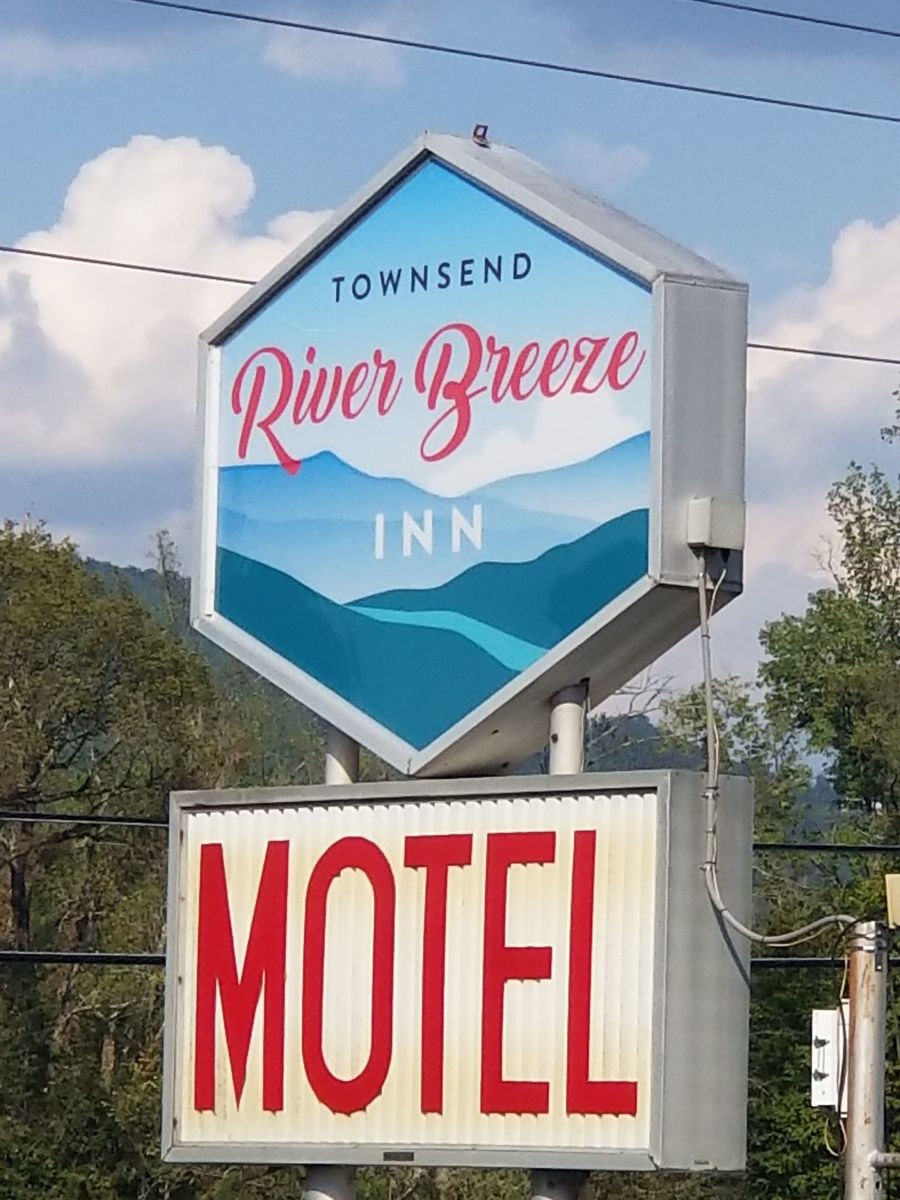 TOWNSEND
River Breeze
INN
MOTEL